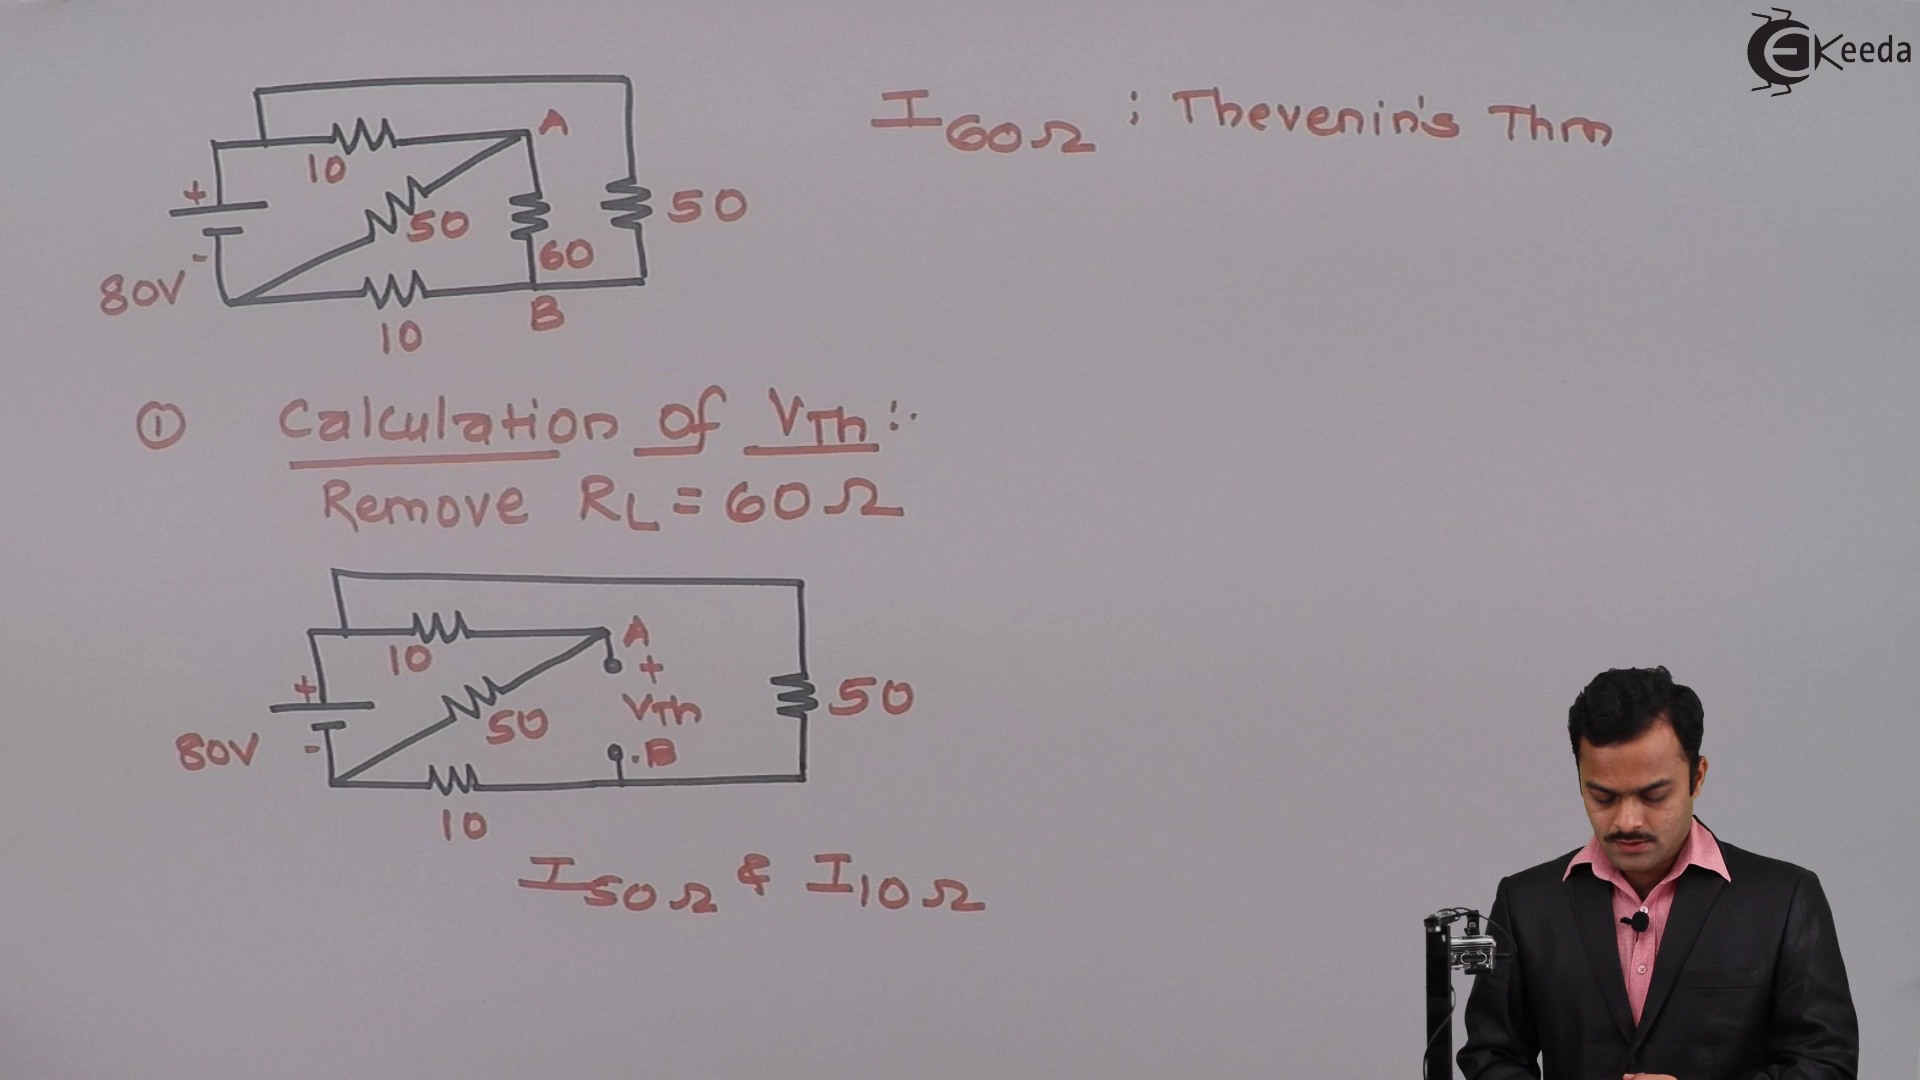 EKeeda
I60Ω : Thevenin's Thm
10
A
+
50
50
60
80V
-
10
B
① Calculation of VTh :-
Remove RL = 60Ω
10
A
+
+
50
VTh
50
80V
-
.B
10
I50Ω & I10Ω